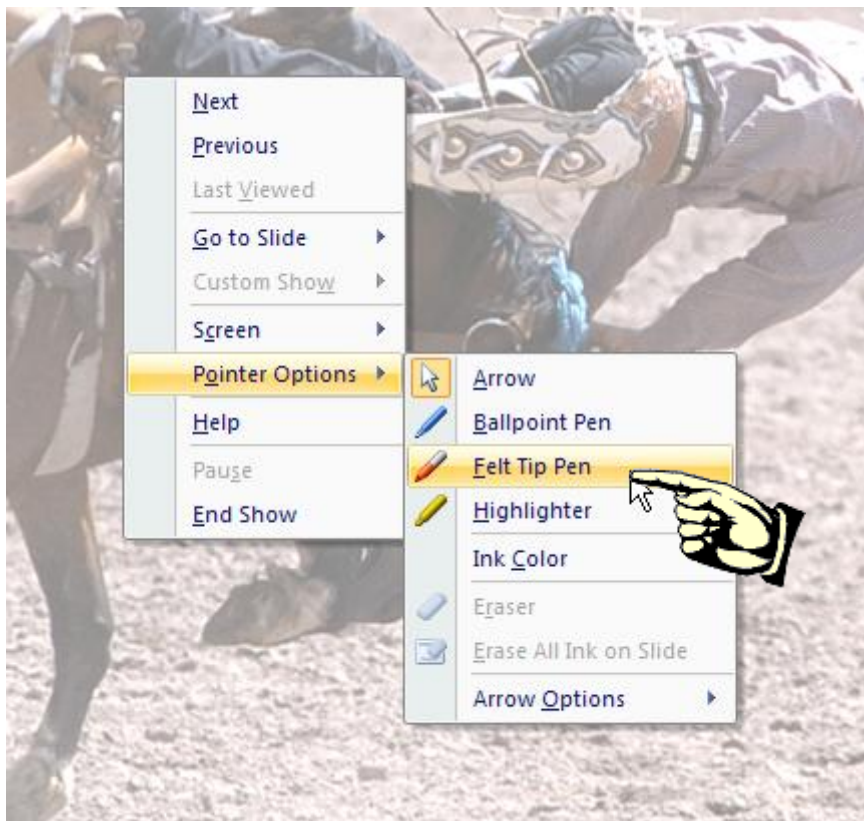 Next
Previous
Last Viewed
Go to Slide
Custom Show
Screen
Pointer Options
Help
Pause
End Show
Arrow
Ballpoint Pen
Felt Tip Pen
Highlighter
Ink Color
Eraser
Erase All Ink on Slide
Arrow Options